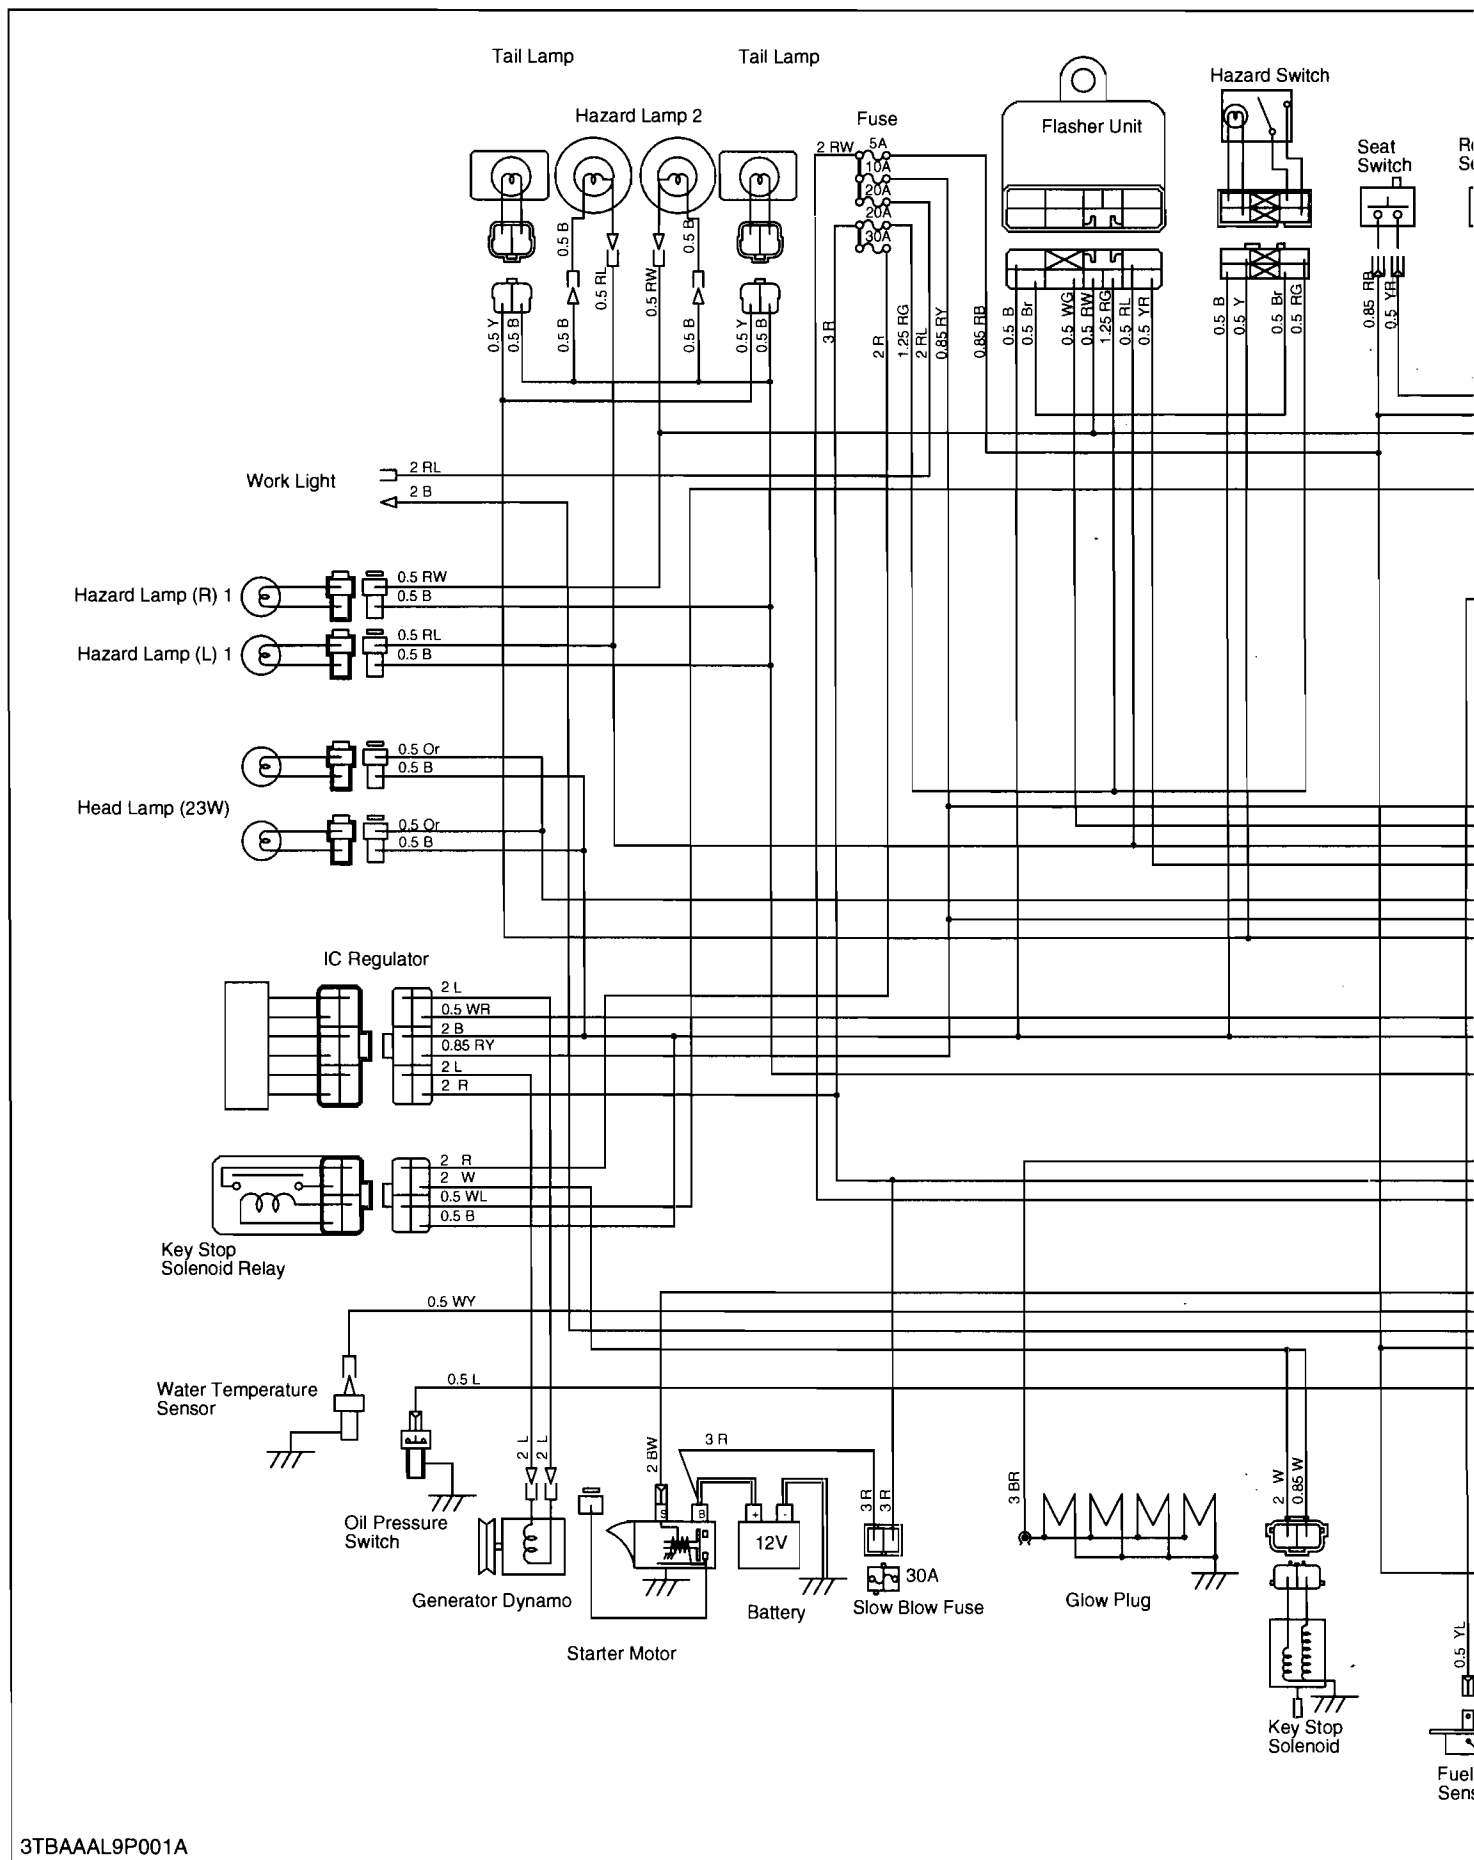 Tail Lamp
Tail Lamp
Hazard Lamp 2
Fuse
Flasher Unit
Hazard Switch
Seat
Switch
2 RW
5A
10A
20A
20A
30A
0.5 B
0.5 RL
0.5 RW
0.5 B
0.5 Y
0.5 B
0.5 B
0.5 B
0.5 Y
0.5 B
3 R
2 R
1.25 RG
2 RL
0.85 RY
0.85 RB
0.5 B
0.5 Br
0.5 WG
0.5 RW
1.25 RG
0.5 RL
0.5 YR
0.5 B
0.5 Y
0.5 Br
0.5 RG
0.85 RB
0.5 YR
Work Light
2 RL
2 B
Hazard Lamp (R) 1
0.5 RW
0.5 B
Hazard Lamp (L) 1
0.5 RL
0.5 B
0.5 Or
0.5 B
Head Lamp (23W)
0.5 Or
0.5 B
IC Regulator
2 L
0.5 WR
2 B
0.85 RY
2 L
2 R
2 R
2 W
0.5 WL
0.5 B
Key Stop
Solenoid Relay
0.5 WY
Water Temperature
Sensor
0.5 L
2 L
2 L
2 BW
3 R
3 R
3 R
3 BR
2 W
0.85 W
Oil Pressure
Switch
S
B
+
-
12V
30A
Generator Dynamo
Battery
Slow Blow Fuse
Glow Plug
Starter Motor
0.5 YL
Key Stop
Solenoid
Fuel
3TBAAAL9P001A